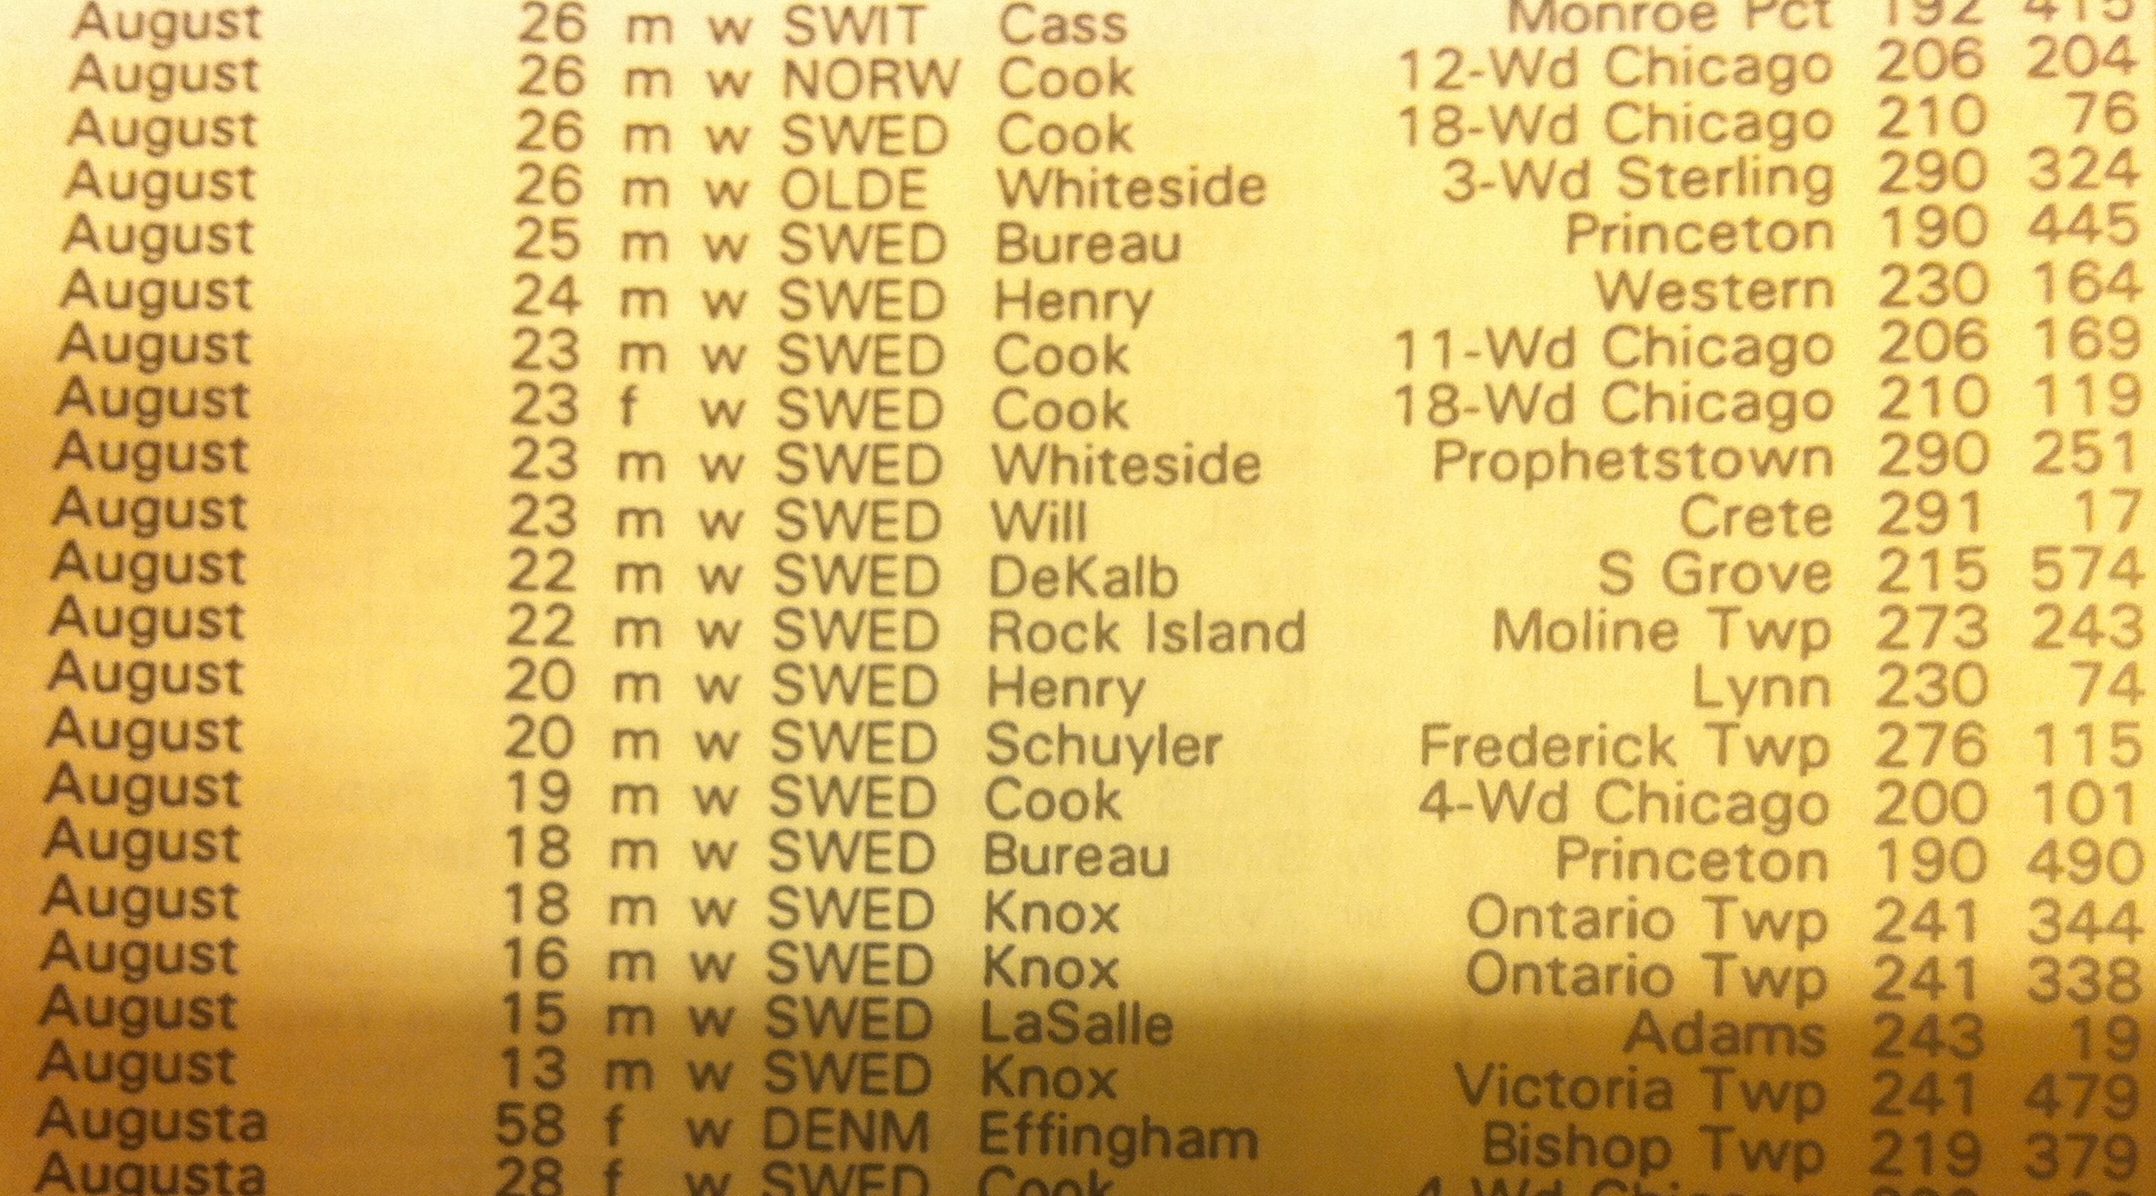 August 26 m w SWIT Cass Monroe Pct 192 415
August 26 m w NORW Cook 12-Wd Chicago 206 204
August 26 m w SWED Cook 18-Wd Chicago 210 76
August 26 m w OLDE Whiteside 3-Wd Sterling 290 324
August 25 m w SWED Bureau Princeton 190 445
August 24 m w SWED Henry Western 230 164
August 23 m w SWED Cook 11-Wd Chicago 206 169
August 23 f w SWED Cook 18-Wd Chicago 210 119
August 23 m w SWED Whiteside Prophetstown 290 251
August 23 m w SWED Will Crete 291 17
August 22 m w SWED DeKalb S Grove 215 574
August 22 m w SWED Rock Island Moline Twp 273 243
August 20 m w SWED Henry Lynn 230 74
August 20 m w SWED Schuyler Frederick Twp 276 115
August 19 m w SWED Cook 4-Wd Chicago 200 101
August 18 m w SWED Bureau Princeton 190 490
August 18 m w SWED Knox Ontario Twp 241 344
August 16 m w SWED Knox Ontario Twp 241 338
August 15 m w SWED LaSalle Adams 243 19
August 13 m w SWED Knox Victoria Twp 241 479
Augusta 58 f w DENM Effingham Bishop Twp 219 379
Augusta 28 f w SWED Cook 4-Wd Chicago